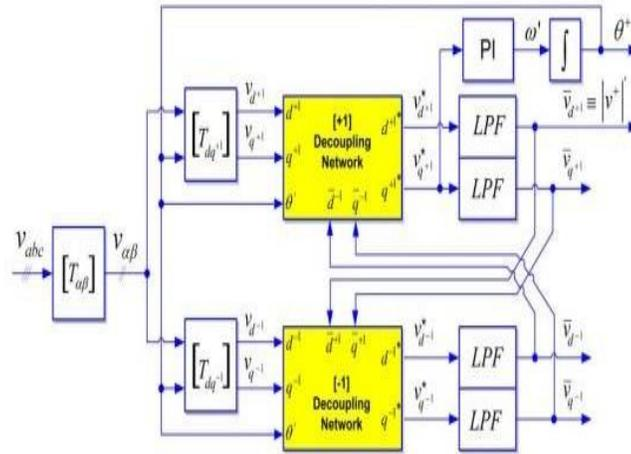 PI
ω'
∫
θ+'
v_d+1
v*_d+1
LPF
v̄_d+1 ≡ |v+|'
[T_dq+1]
v_q+1
d+1
q+1
θ'
[+1]
Decoupling
Network
d+1*
q+1*
d̄-1
q̄-1
v*_q+1
LPF
v̄_q+1
v_abc
[T_αβ]
v_αβ
v_d-1
v*_d-1
LPF
v̄_d-1
[T_dq-1]
v_q-1
d̄+1
q̄+1
d-1
q-1
θ'
[-1]
Decoupling
Network
d-1*
q-1*
v*_q-1
LPF
v̄_q-1